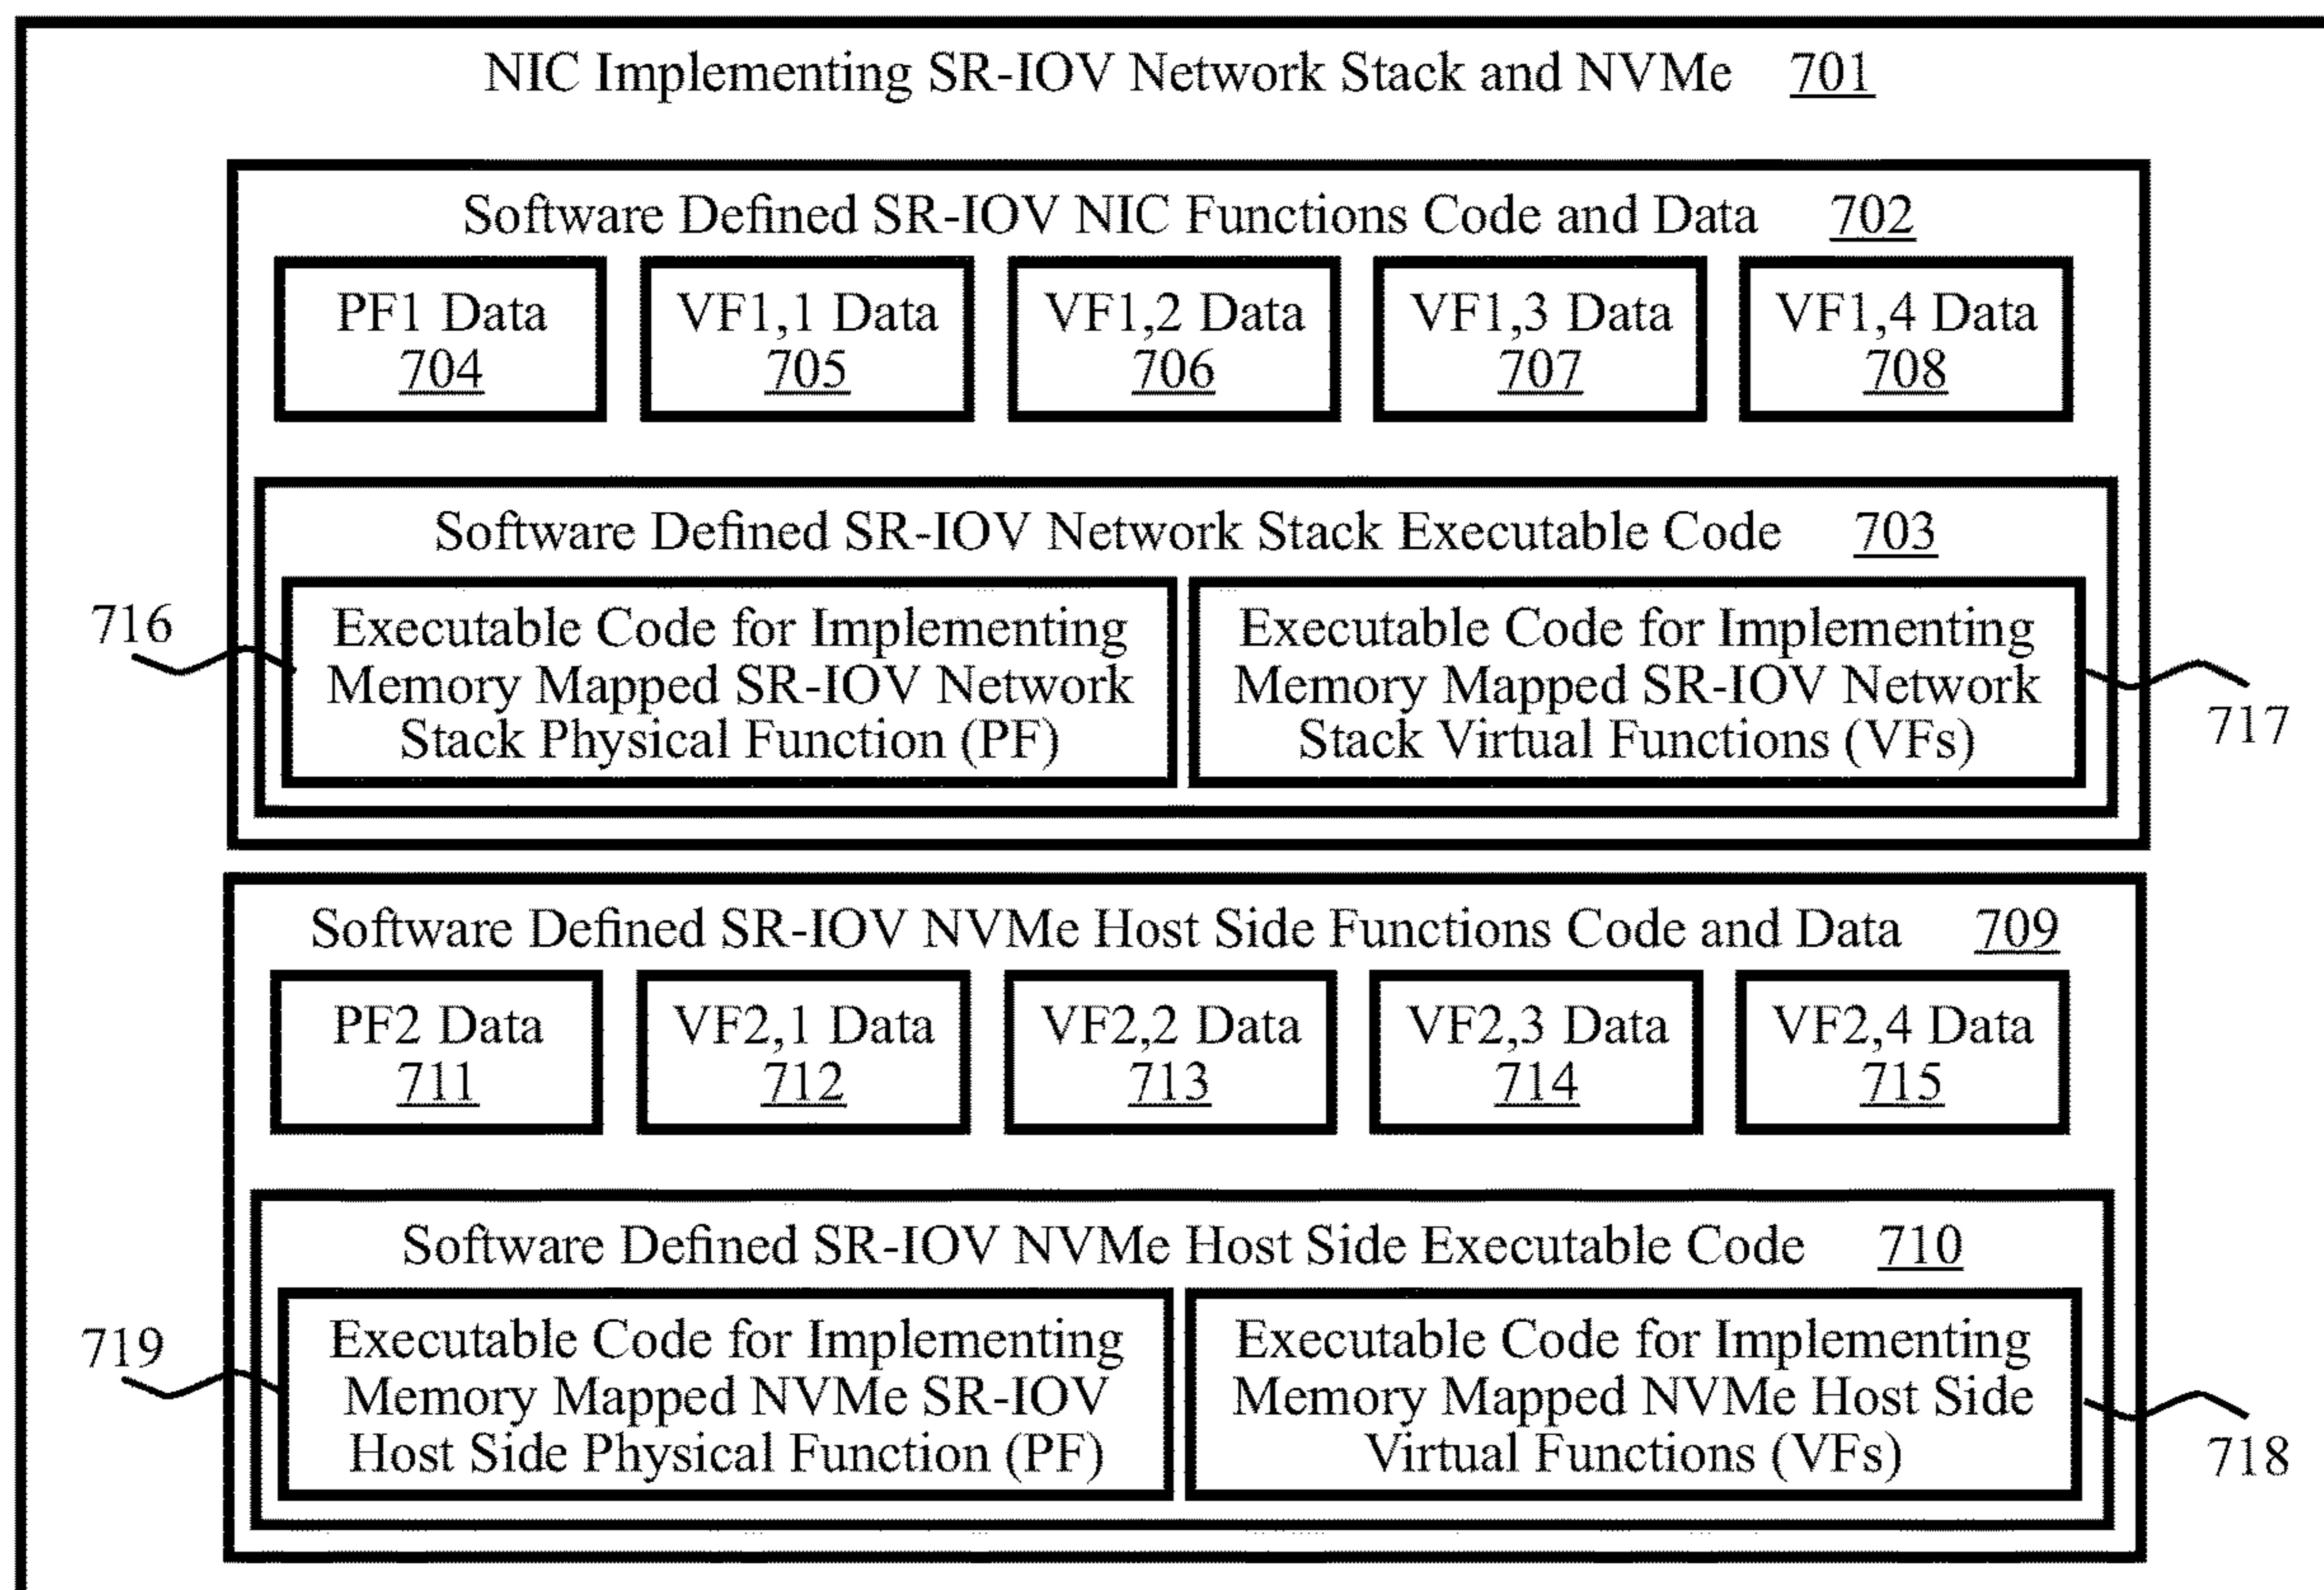 NIC Implementing SR-IOV Network Stack and NVMe 701
Software Defined SR-IOV NIC Functions Code and Data 702
PF1 Data
704
VF1,1 Data
705
VF1,2 Data
706
VF1,3 Data
707
VF1,4 Data
708
Software Defined SR-IOV Network Stack Executable Code 703
716
Executable Code for Implementing
Memory Mapped SR-IOV Network
Stack Physical Function (PF)
Executable Code for Implementing
Memory Mapped SR-IOV Network
Stack Virtual Functions (VFs)
717
Software Defined SR-IOV NVMe Host Side Functions Code and Data 709
PF2 Data
711
VF2,1 Data
712
VF2,2 Data
713
VF2,3 Data
714
VF2,4 Data
715
Software Defined SR-IOV NVMe Host Side Executable Code 710
719
Executable Code for Implementing
Memory Mapped NVMe SR-IOV
Host Side Physical Function (PF)
Executable Code for Implementing
Memory Mapped NVMe Host Side
Virtual Functions (VFs)
718